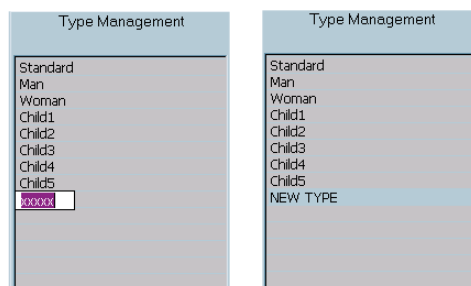 Type Management
Standard
Man
Woman
Child1
Child2
Child3
Child4
Child5
xxxxx
Type Management
Standard
Man
Woman
Child1
Child2
Child3
Child4
Child5
NEW TYPE